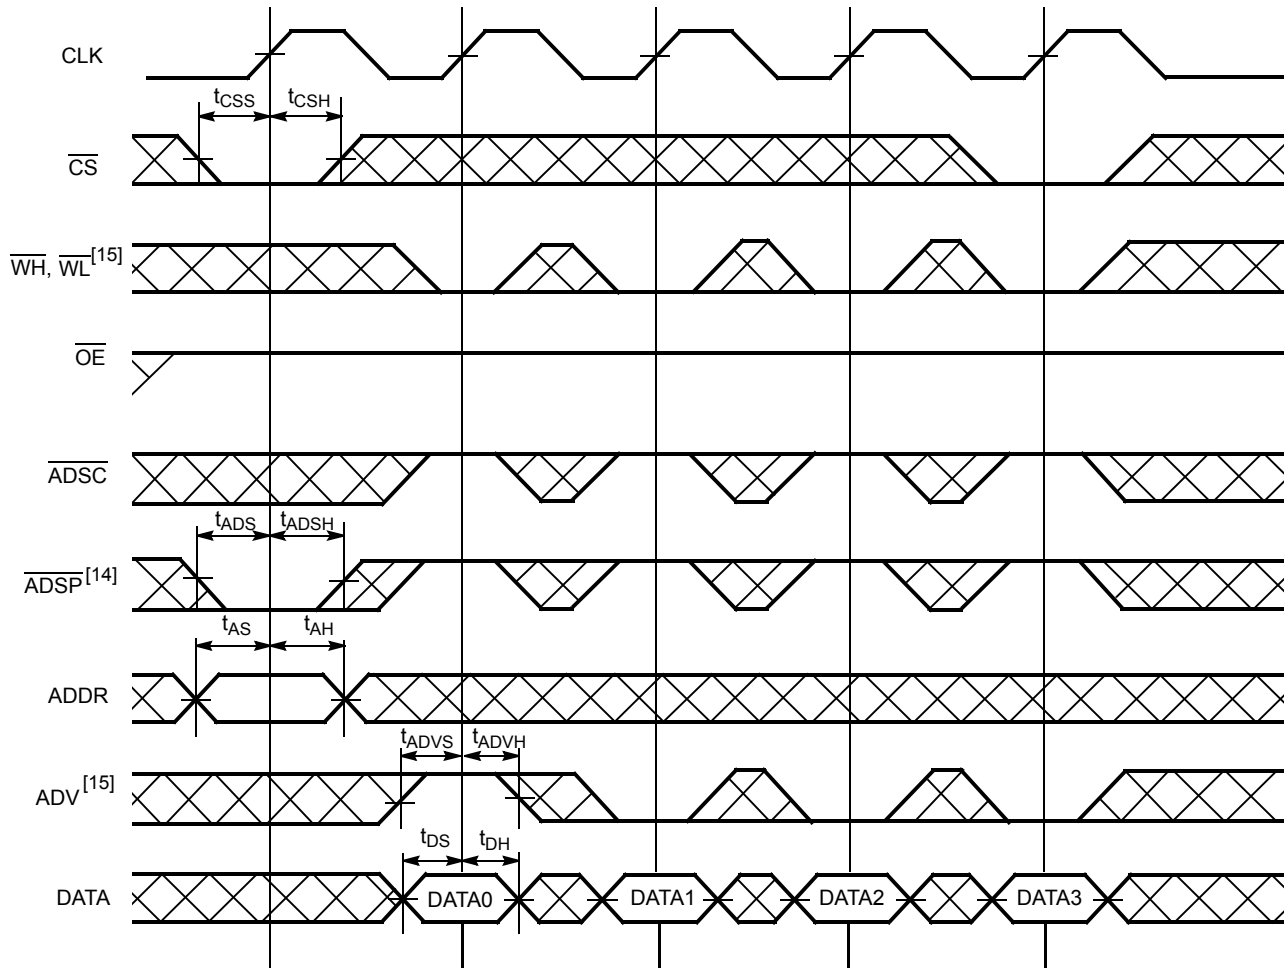 CLK
tCSS tCSH
CS
WH, WL[15]
OE
ADSC
tADS tADSH
ADSP[14]
tAS tAH
ADDR
tADVS tADVH
ADV[15]
tDS tDH
DATA DATA0 DATA1 DATA2 DATA3